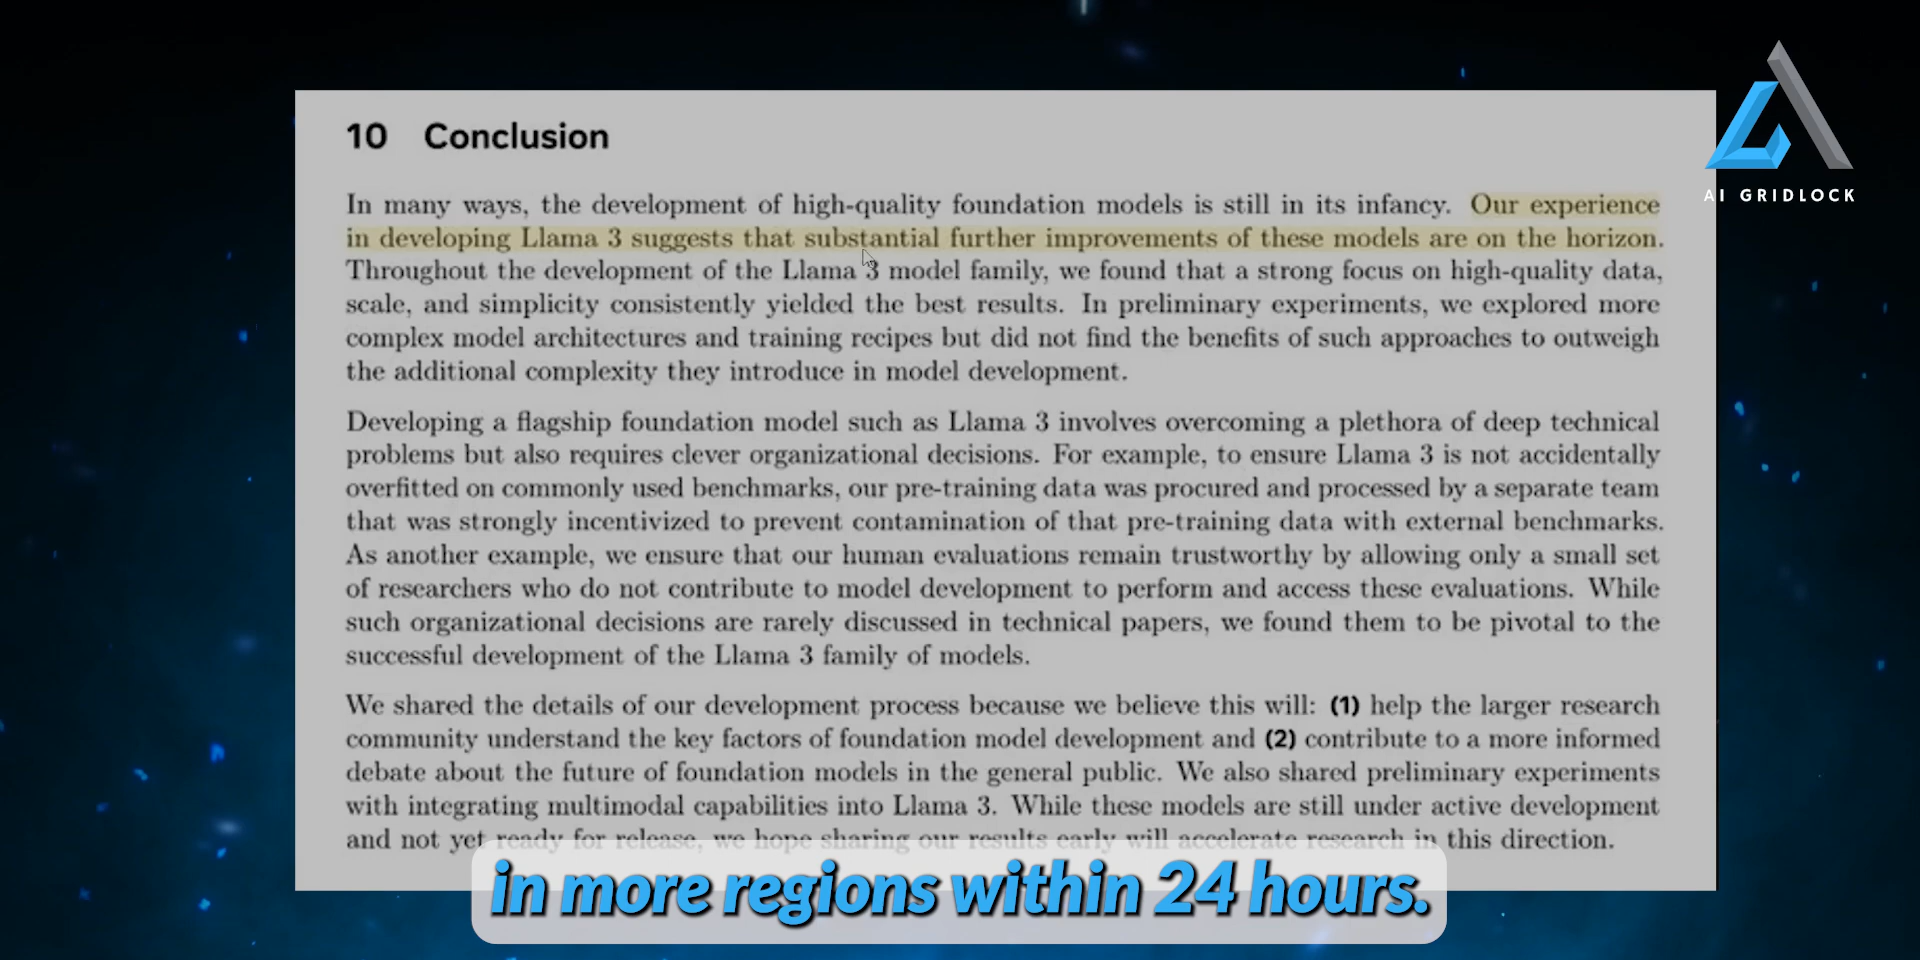 AI GRIDLOCK
10 Conclusion
In many ways, the development of high-quality foundation models is still in its infancy. Our experience
in developing Llama 3 suggests that substantial further improvements of these models are on the horizon.
Throughout the development of the Llama 3 model family, we found that a strong focus on high-quality data,
scale, and simplicity consistently yielded the best results. In preliminary experiments, we explored more
complex model architectures and training recipes but did not find the benefits of such approaches to outweigh
the additional complexity they introduce in model development.
Developing a flagship foundation model such as Llama 3 involves overcoming a plethora of deep technical
problems but also requires clever organizational decisions. For example, to ensure Llama 3 is not accidentally
overfitted on commonly used benchmarks, our pre-training data was procured and processed by a separate team
that was strongly incentivized to prevent contamination of that pre-training data with external benchmarks.
As another example, we ensure that our human evaluations remain trustworthy by allowing only a small set
of researchers who do not contribute to model development to perform and access these evaluations. While
such organizational decisions are rarely discussed in technical papers, we found them to be pivotal to the
successful development of the Llama 3 family of models.
We shared the details of our development process because we believe this will: (1) help the larger research
community understand the key factors of foundation model development and (2) contribute to a more informed
debate about the future of foundation models in the general public. We also shared preliminary experiments
with integrating multimodal capabilities into Llama 3. While these models are still under active development
and not yet ready for release, we hope sharing our results early will accelerate research in this direction.
in more regions within 24 hours.